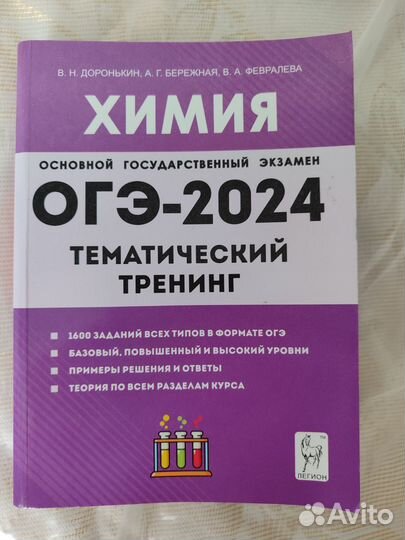 В. Н. ДОРОНЬКИН, А. Г. БЕРЕЖНАЯ, В. А. ФЕВРАЛЕВА
ХИМИЯ
ОСНОВНОЙ ГОСУДАРСТВЕННЫЙ ЭКЗАМЕН
ОГЭ-2024
ТЕМАТИЧЕСКИЙ
ТРЕНИНГ
1600 ЗАДАНИЙ ВСЕХ ТИПОВ В ФОРМАТЕ ОГЭ
БАЗОВЫЙ, ПОВЫШЕННЫЙ И ВЫСОКИЙ УРОВНИ
ПРИМЕРЫ РЕШЕНИЯ И ОТВЕТЫ
ТЕОРИЯ ПО ВСЕМ РАЗДЕЛАМ КУРСА
TM
ЛЕГИОН
Avito